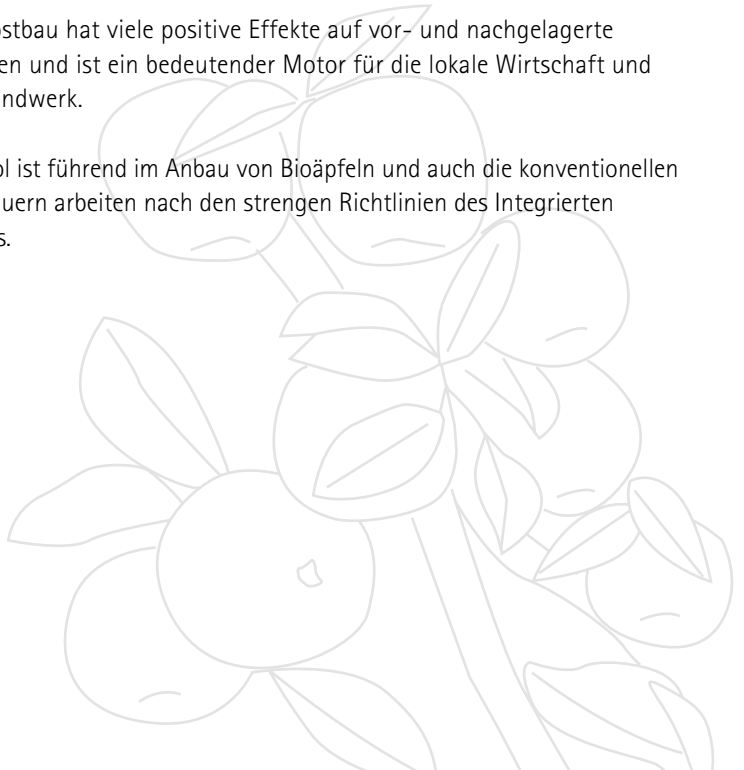 stbau hat viele positive Effekte auf vor- und nachgelagerte
en und ist ein bedeutender Motor für die lokale Wirtschaft und
ndwerk.
ol ist führend im Anbau von Bioäpfeln und auch die konventionellen
uern arbeiten nach den strengen Richtlinien des Integrierten
s.